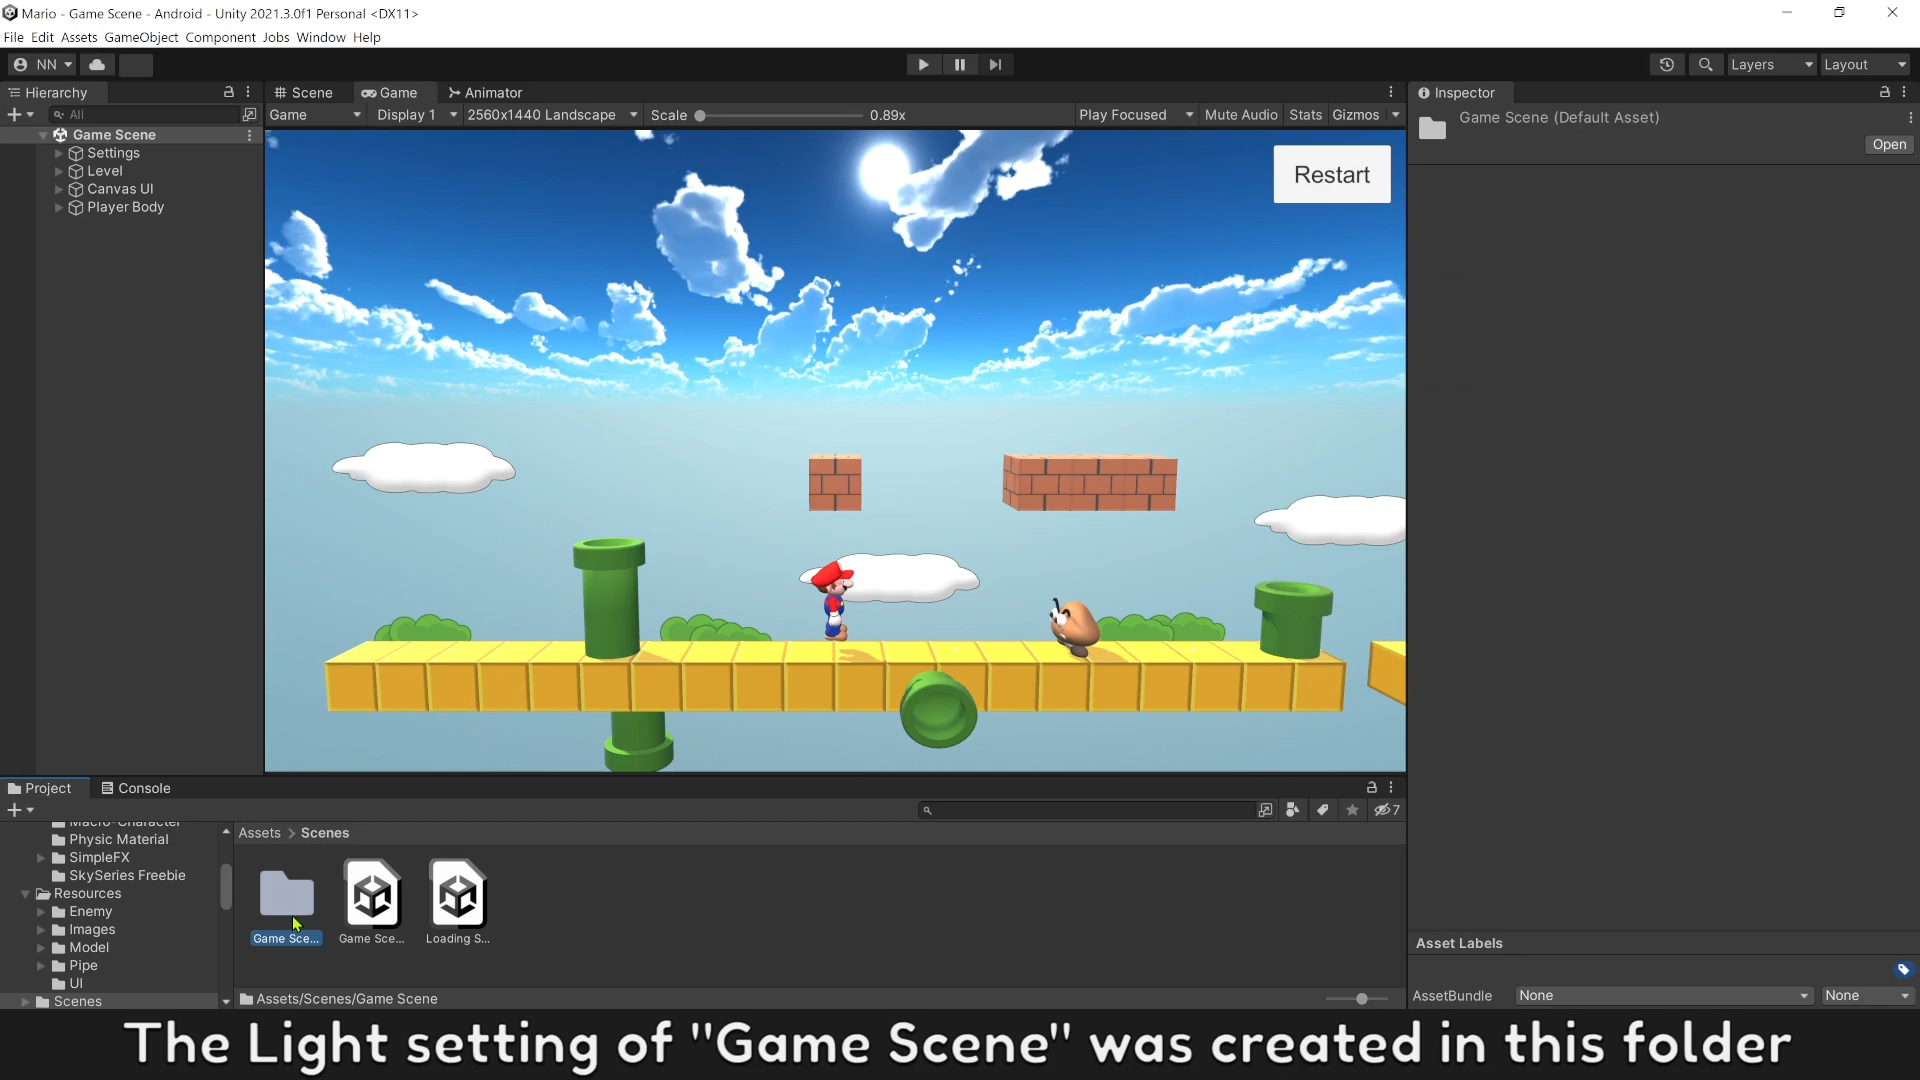 Mario - Game Scene - Android - Unity 2021.3.0f1 Personal <DX11>
File Edit Assets GameObject Component Jobs Window Help
NN
Layers
Layout
Hierarchy
Scene
Game
Animator
Inspector
All
Game
Display 1
2560x1440 Landscape
Scale
0.89x
Play Focused
Mute Audio
Stats
Gizmos
Game Scene (Default Asset)
Open
Game Scene
Settings
Level
Canvas UI
Player Body
Restart
Project
Console
7
Macro-Character
Physic Material
SimpleFX
SkySeries Freebie
Resources
Enemy
Images
Model
Pipe
UI
Scenes
Assets > Scenes
Game Sce...
Game Sce...
Loading S...
Assets/Scenes/Game Scene
Asset Labels
AssetBundle
None
None
The Light setting of "Game Scene" was created in this folder